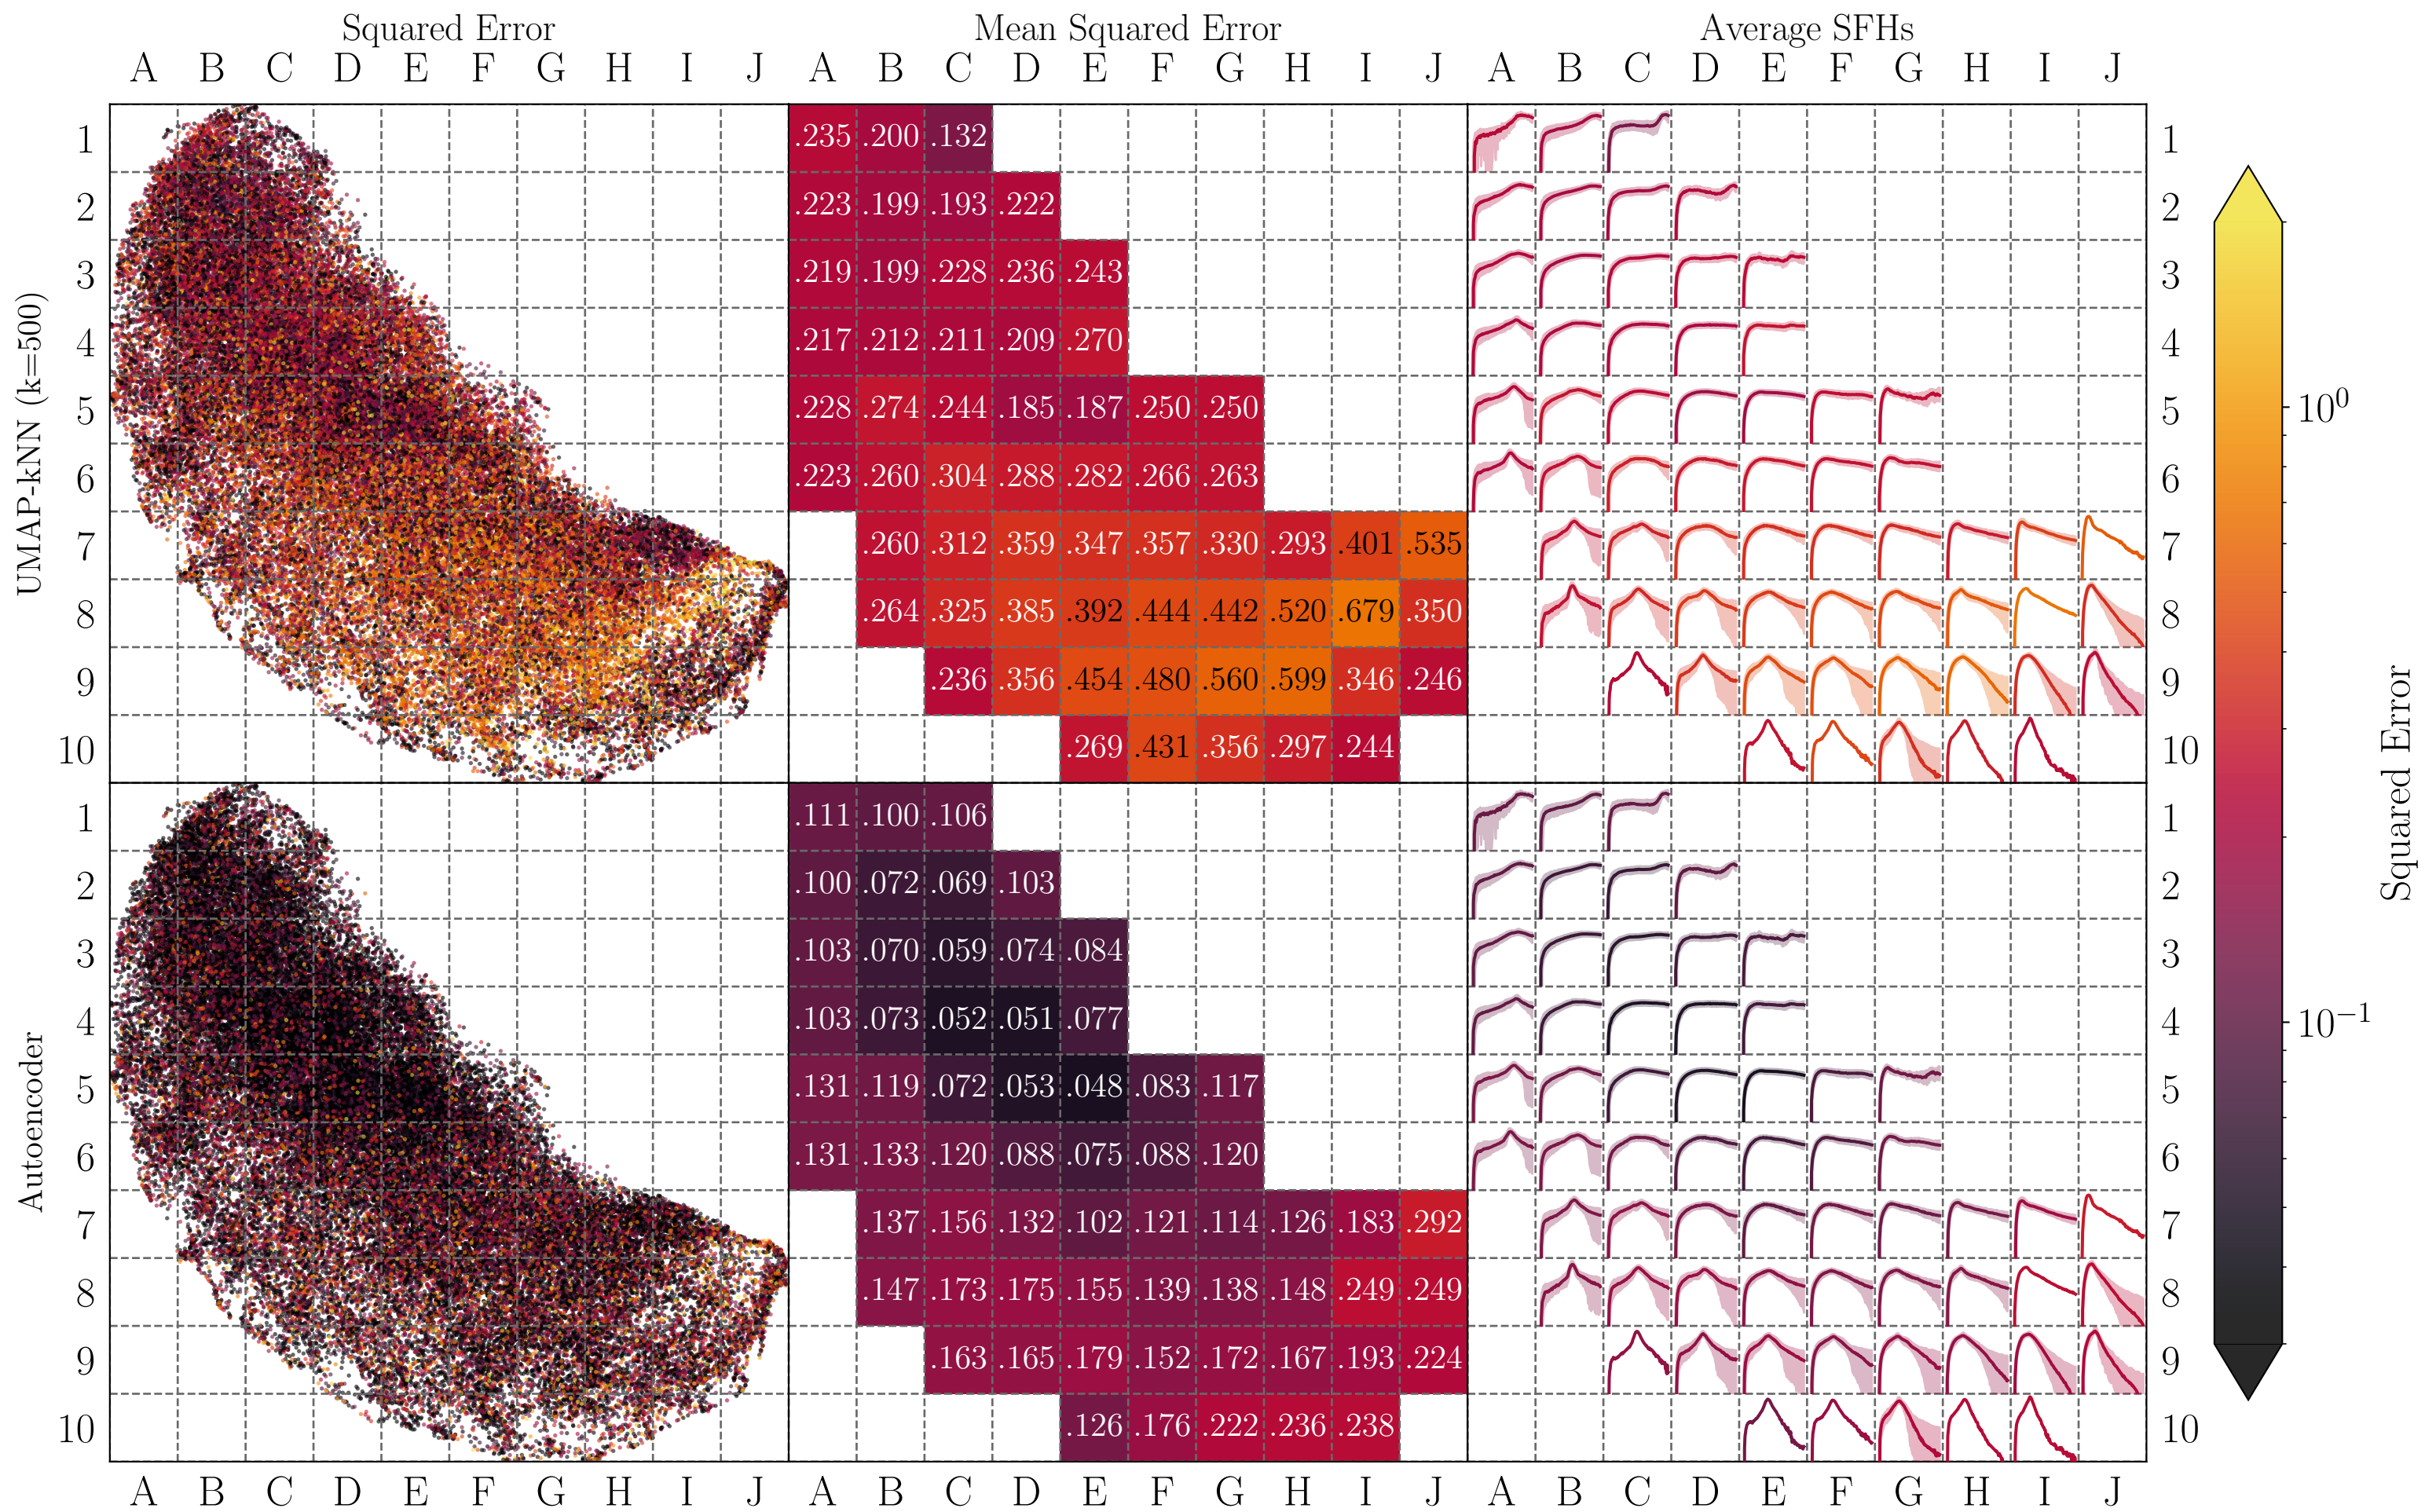 Squared Error Mean Squared Error Average SFHs
A B C D E F G H I J A B C D E F G H I J A B C D E F G H I J
1 .235 .200 .132 1
2 .223 .199 .193 .222 2
3 .219 .199 .228 .236 .243 3
4 .217 .212 .211 .209 .270 4
5 .228 .274 .244 .185 .187 .250 .250 5
6 .223 .260 .304 .288 .282 .266 .263 6
7 .260 .312 .359 .347 .357 .330 .293 .401 .535 7
8 .264 .325 .385 .392 .444 .442 .520 .679 .350 8
9 .236 .356 .454 .480 .560 .599 .346 .246 9
10 .269 .431 .356 .297 .244 10
UMAP-kNN (k=500)
1 .111 .100 .106 1
2 .100 .072 .069 .103 2
3 .103 .070 .059 .074 .084 3
4 .103 .073 .052 .051 .077 4
5 .131 .119 .072 .053 .048 .083 .117 5
6 .131 .133 .120 .088 .075 .088 .120 6
7 .137 .156 .132 .102 .121 .114 .126 .183 .292 7
8 .147 .173 .175 .155 .139 .138 .148 .249 .249 8
9 .163 .165 .179 .152 .172 .167 .193 .224 9
10 .126 .176 .222 .236 .238 10
Autoencoder
A B C D E F G H I J A B C D E F G H I J A B C D E F G H I J
10⁰
10⁻¹
Squared Error